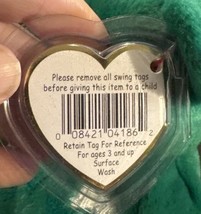 Please remove all swing tags
before giving this item to a child
0 08421 04186 2
Retain Tag For Reference
For ages 3 and up
Surface
Wash